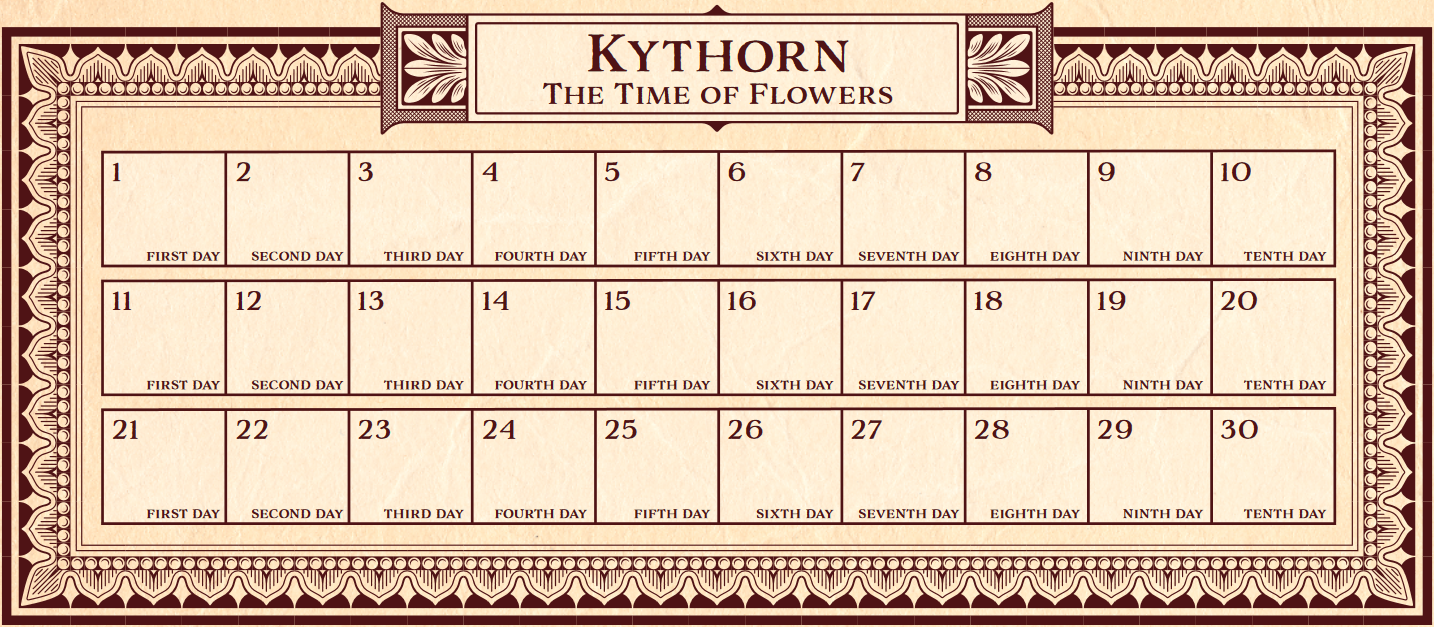 Kythorn
The Time of Flowers
1 2 3 4 5 6 7 8 9 10
FIRST DAY SECOND DAY THIRD DAY FOURTH DAY FIFTH DAY SIXTH DAY SEVENTH DAY EIGHTH DAY NINTH DAY TENTH DAY
11 12 13 14 15 16 17 18 19 20
FIRST DAY SECOND DAY THIRD DAY FOURTH DAY FIFTH DAY SIXTH DAY SEVENTH DAY EIGHTH DAY NINTH DAY TENTH DAY
21 22 23 24 25 26 27 28 29 30
FIRST DAY SECOND DAY THIRD DAY FOURTH DAY FIFTH DAY SIXTH DAY SEVENTH DAY EIGHTH DAY NINTH DAY TENTH DAY